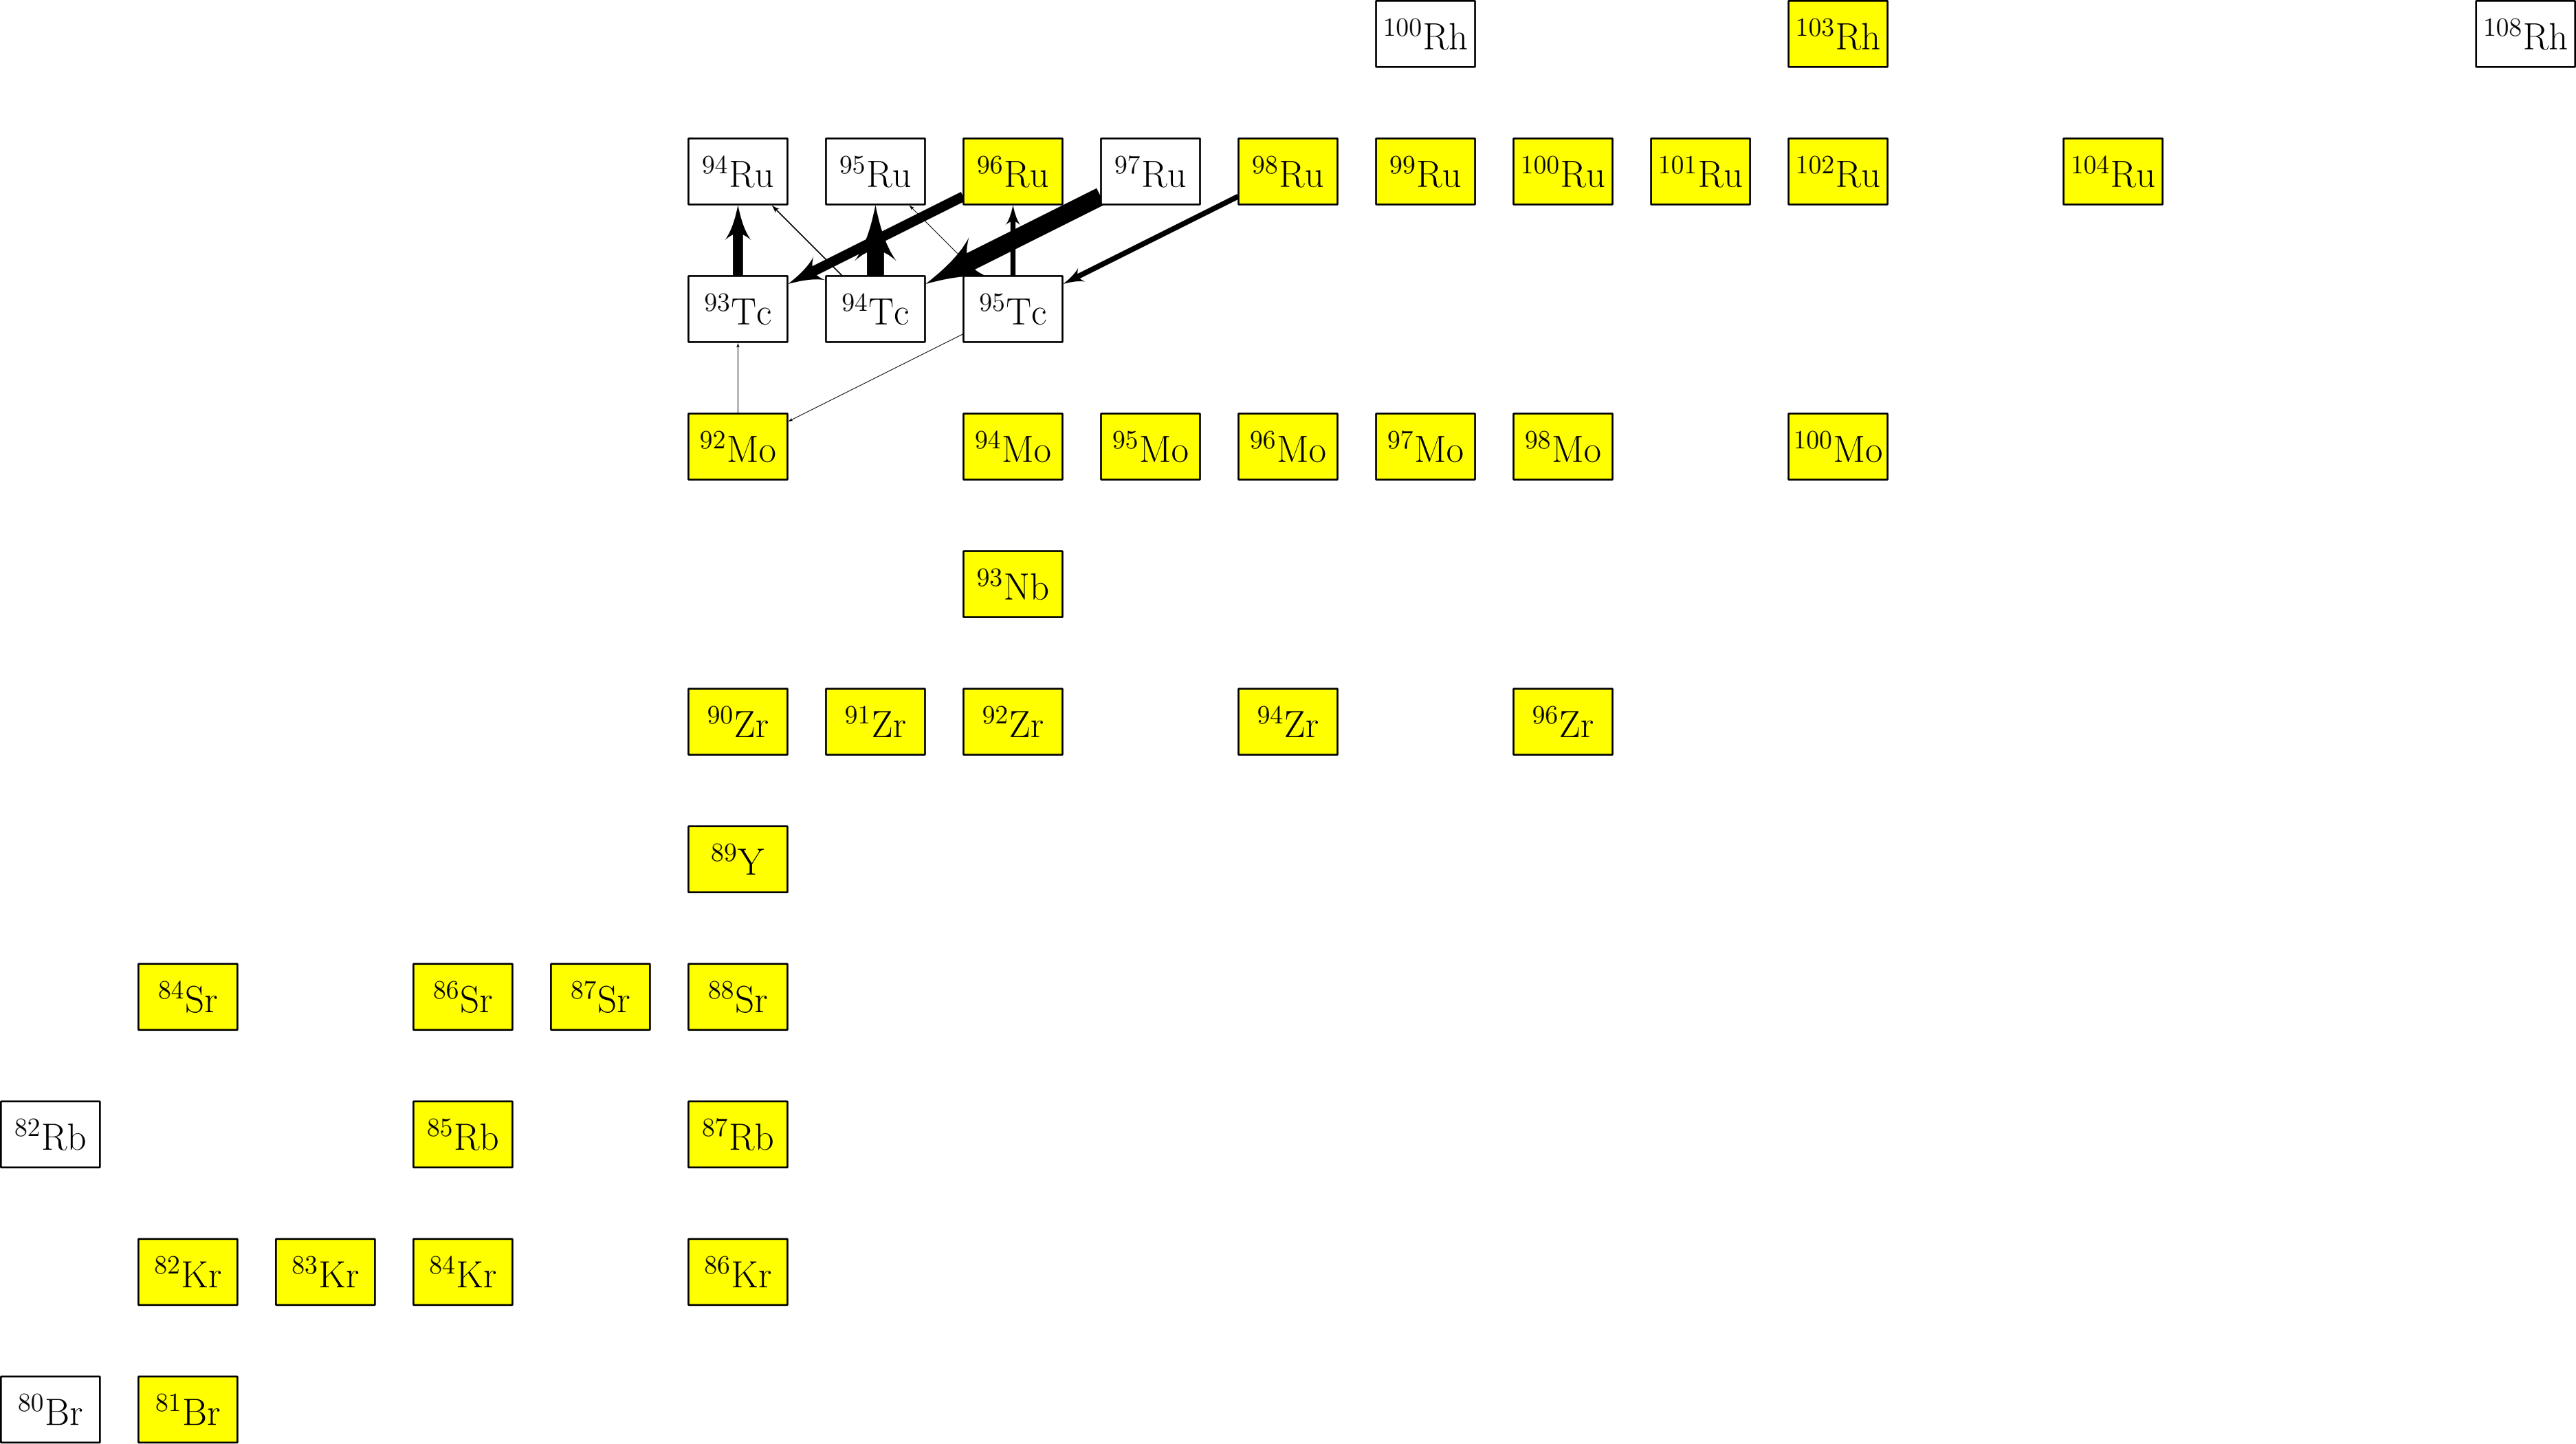 ¹⁰⁰Rh ¹⁰³Rh ¹⁰⁸Rh
⁹⁴Ru ⁹⁵Ru ⁹⁶Ru ⁹⁷Ru ⁹⁸Ru ⁹⁹Ru ¹⁰⁰Ru ¹⁰¹Ru ¹⁰²Ru ¹⁰⁴Ru
⁹³Tc ⁹⁴Tc ⁹⁵Tc
⁹²Mo ⁹⁴Mo ⁹⁵Mo ⁹⁶Mo ⁹⁷Mo ⁹⁸Mo ¹⁰⁰Mo
⁹³Nb
⁹⁰Zr ⁹¹Zr ⁹²Zr ⁹⁴Zr ⁹⁶Zr
⁸⁹Y
⁸⁴Sr ⁸⁶Sr ⁸⁷Sr ⁸⁸Sr
⁸²Rb ⁸⁵Rb ⁸⁷Rb
⁸²Kr ⁸³Kr ⁸⁴Kr ⁸⁶Kr
⁸⁰Br ⁸¹Br